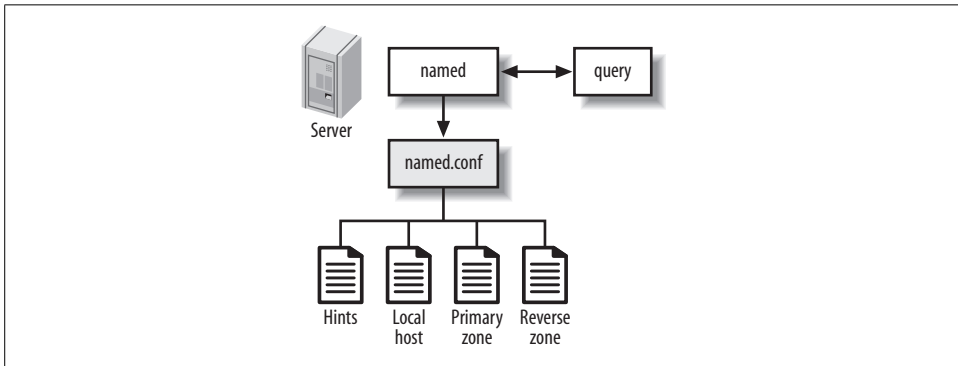 named
query
Server
named.conf
Hints
Local
host
Primary
zone
Reverse
zone